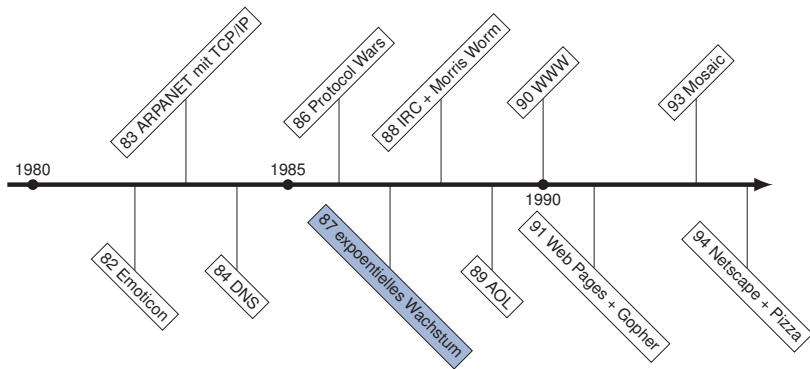 83 ARPANET mit TCP/IP
86 Protocol Wars
88 IRC + Morris Worm
90 WWW
93 Mosaic
1980
1985
1990
82 Emoticon
84 DNS
87 expoentielles Wachstum
89 AOL
91 Web Pages + Gopher
94 Netscape + Pizza